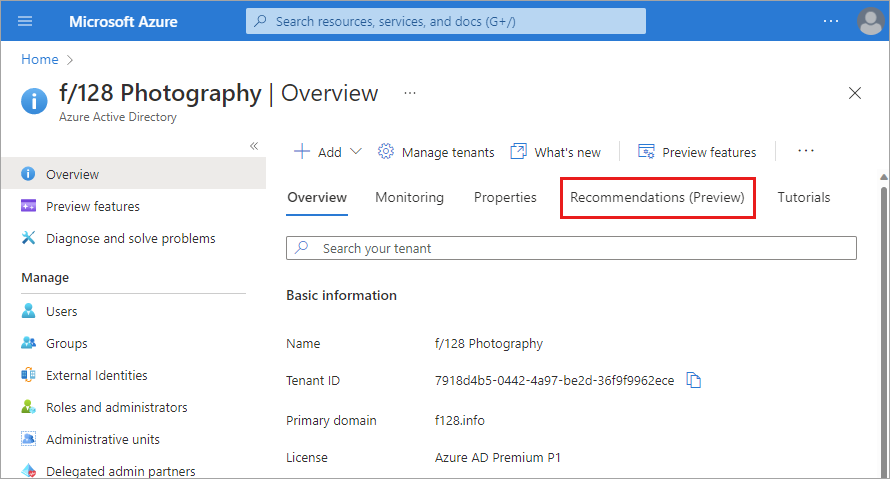 Microsoft Azure
Search resources, services, and docs (G+/)
...
Home >
f/128 Photography | Overview ...
Azure Active Directory
«
Overview
Preview features
Diagnose and solve problems
Manage
Users
Groups
External Identities
Roles and administrators
Administrative units
Delegated admin partners
+ Add Manage tenants What's new Preview features ...
Overview Monitoring Properties Recommendations (Preview) Tutorials
Search your tenant
Basic information
Name f/128 Photography
Tenant ID 7918d4b5-0442-4a97-be2d-36f9f9962ece
Primary domain f128.info
License Azure AD Premium P1